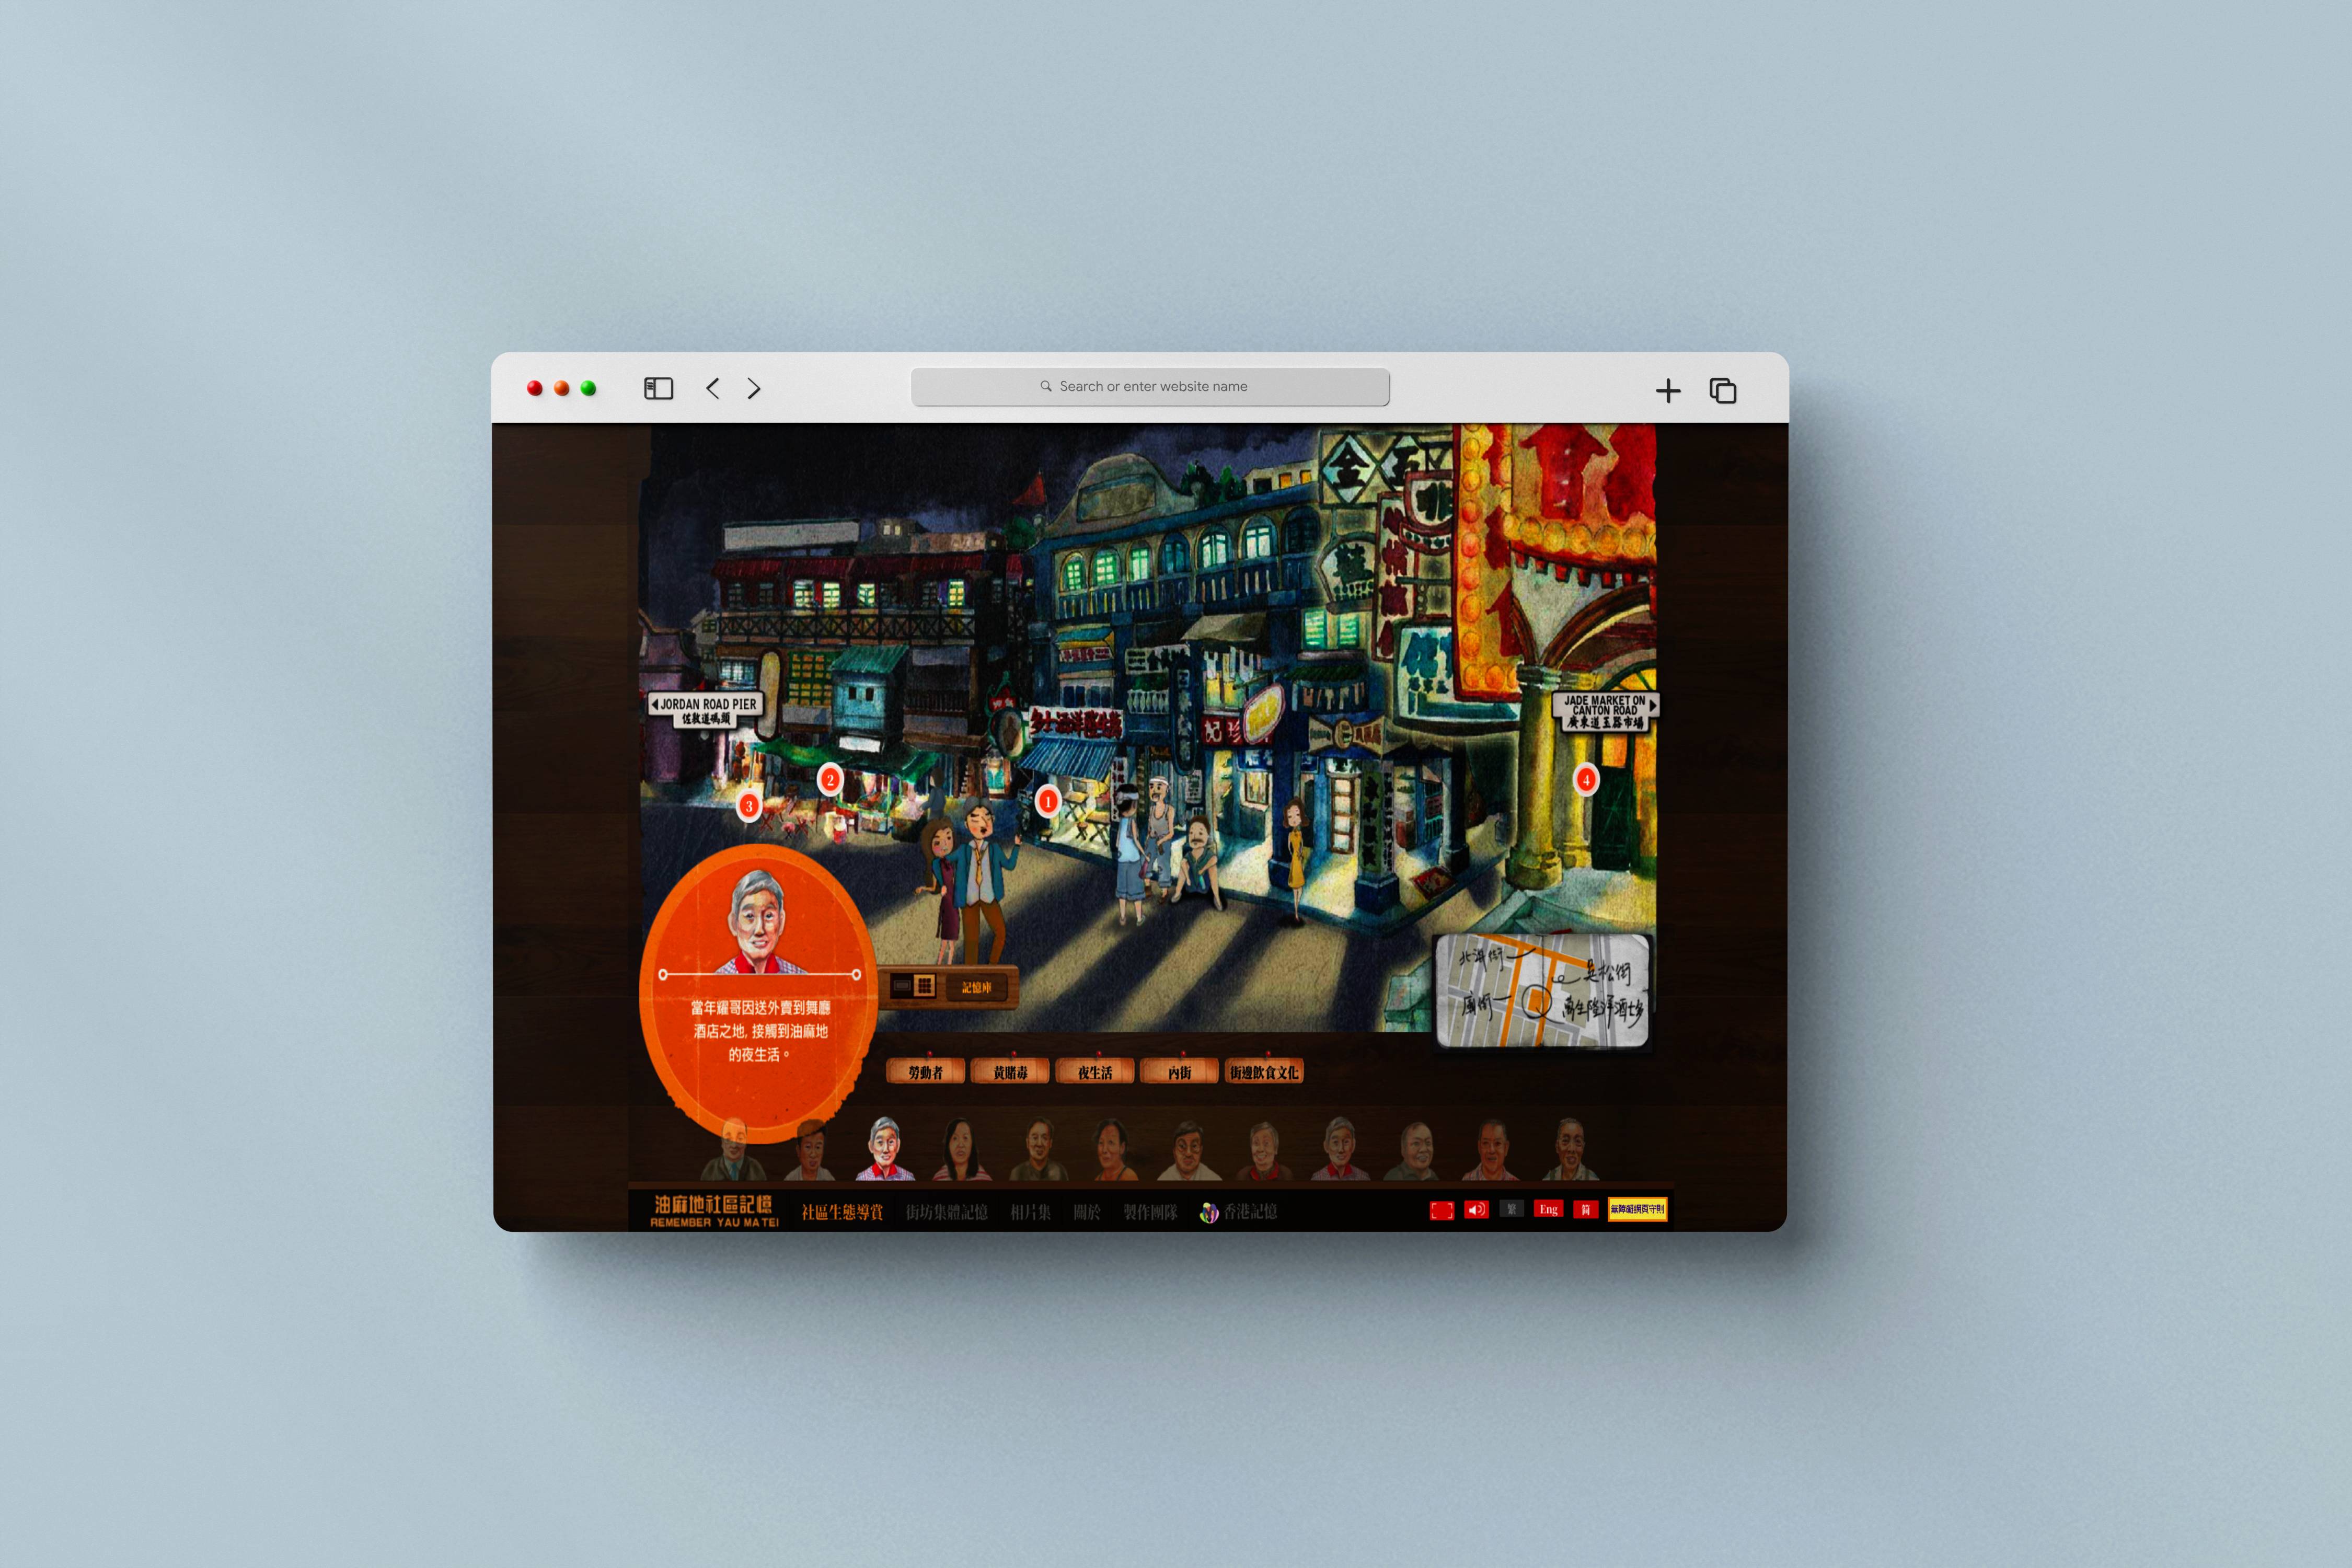 Search or enter website name
JORDAN ROAD PIER
佐敦道碼頭
JADE MARKET ON
CANTON ROAD
廣東道玉器市場
3
2
1
4
當年耀哥因送外賣到舞廳
酒店之地, 接觸到油麻地
的夜生活。
記憶庫
北海街
吳松街
廟街
勞動者
黃賭毒
夜生活
內街
街邊飲食文化
油麻地社區記憶
REMEMBER YAU MA TEI
社區生態導賞
街坊集體記憶
相片集
關於
製作團隊
香港記憶
繁
Eng
简
無障礙網頁守則